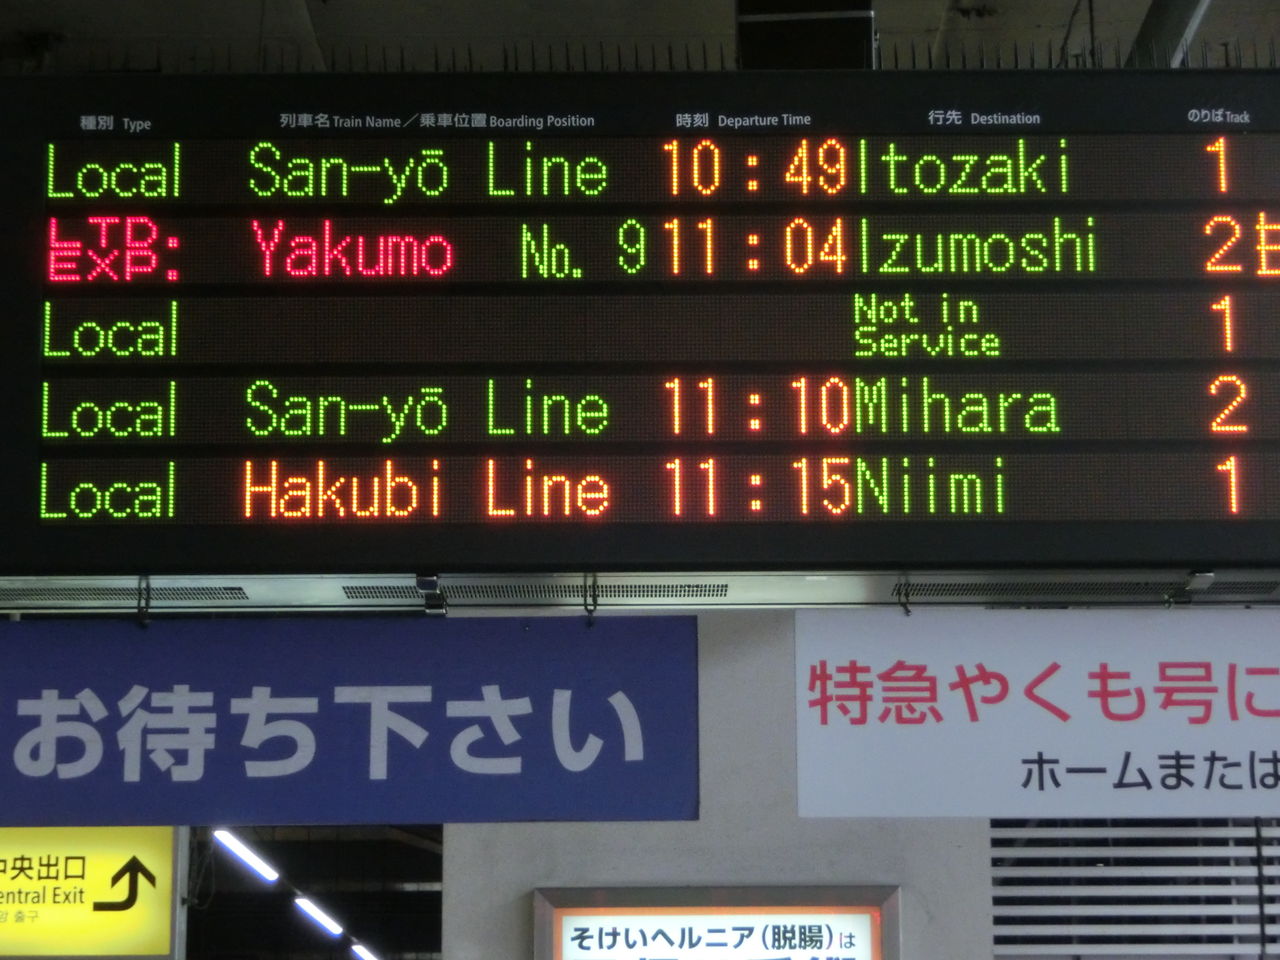 種別 Type 列車名 Train Name／乗車位置 Boarding Position 時刻 Departure Time 行先 Destination のりば Track
Local San-yō Line 10:49 Itozaki 1
LTD. EXP. Yakumo No. 9 11:04 Izumoshi 2
Local Not in Service 1
Local San-yō Line 11:10 Mihara 2
Local Hakubi Line 11:15 Niimi 1
お待ち下さい
特急やくも号に
ホームまたは
中央出口
entral Exit
출구
そけいヘルニア（脱腸）は